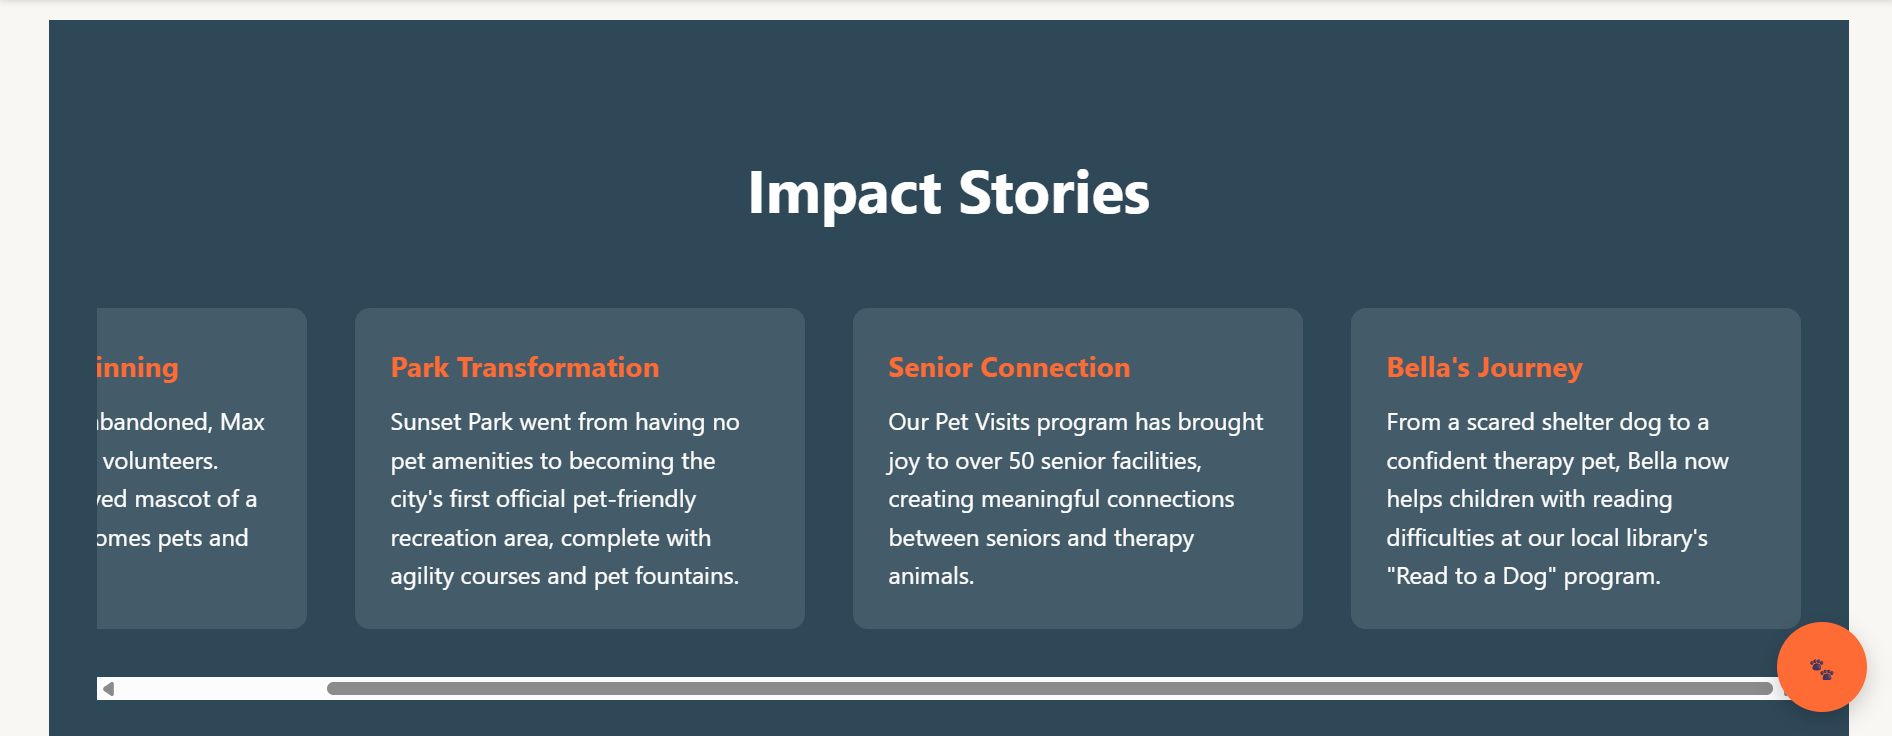 Impact Stories
inning
abandoned, Max
volunteers.
mascot of a
pets and
Park Transformation
Sunset Park went from having no
pet amenities to becoming the
city's first official pet-friendly
recreation area, complete with
agility courses and pet fountains.
Senior Connection
Our Pet Visits program has brought
joy to over 50 senior facilities,
creating meaningful connections
between seniors and therapy
animals.
Bella's Journey
From a scared shelter dog to a
confident therapy pet, Bella now
helps children with reading
difficulties at our local library's
"Read to a Dog" program.